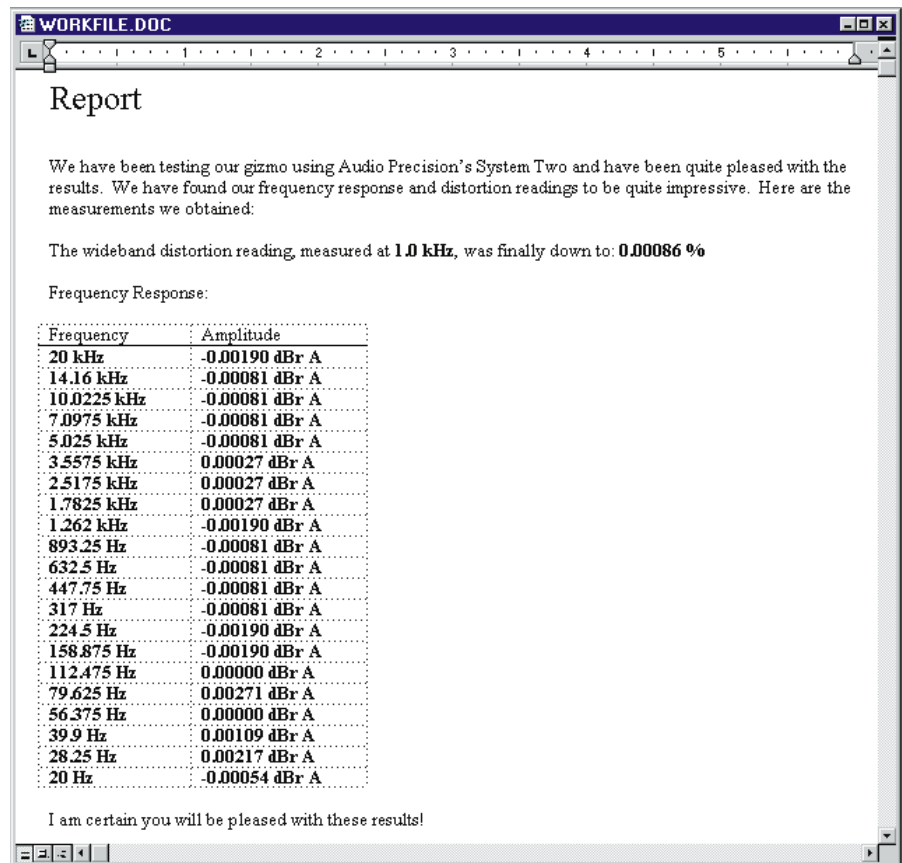 WORKFILE.DOC
1 2 3 4 5
Report
We have been testing our gizmo using Audio Precision's System Two and have been quite pleased with the
results. We have found our frequency response and distortion readings to be quite impressive. Here are the
measurements we obtained:
The wideband distortion reading, measured at 1.0 kHz, was finally down to: 0.00086 %
Frequency Response:
Frequency Amplitude
20 kHz -0.00190 dBr A
14.16 kHz -0.00081 dBr A
10.0225 kHz -0.00081 dBr A
7.0975 kHz -0.00081 dBr A
5.025 kHz -0.00081 dBr A
3.5575 kHz 0.00027 dBr A
2.5175 kHz 0.00027 dBr A
1.7825 kHz 0.00027 dBr A
1.262 kHz -0.00190 dBr A
893.25 Hz -0.00081 dBr A
632.5 Hz -0.00081 dBr A
447.75 Hz -0.00081 dBr A
317 Hz -0.00081 dBr A
224.5 Hz -0.00190 dBr A
158.875 Hz -0.00190 dBr A
112.475 Hz 0.00000 dBr A
79.625 Hz 0.00271 dBr A
56.375 Hz 0.00000 dBr A
39.9 Hz 0.00109 dBr A
28.25 Hz 0.00217 dBr A
20 Hz -0.00054 dBr A
I am certain you will be pleased with these results!